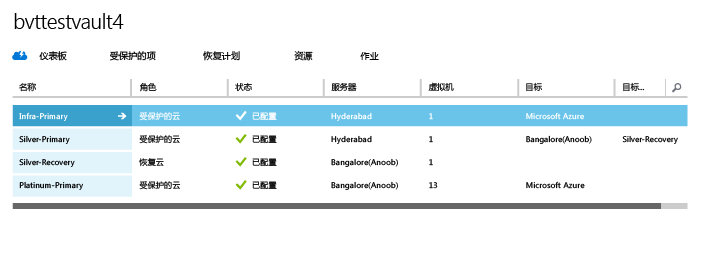 bvttestvault4
仪表板 受保护的项 恢复计划 资源 作业
名称 角色 状态 服务器 虚拟机 目标 目标...
Infra-Primary 受保护的云 已配置 Hyderabad 1 Microsoft Azure
Silver-Primary 受保护的云 已配置 Hyderabad 1 Bangalore(Anoob) Silver-Recovery
Silver-Recovery 恢复云 已配置 Bangalore(Anoob) 1
Platinum-Primary 受保护的云 已配置 Bangalore(Anoob) 13 Microsoft Azure